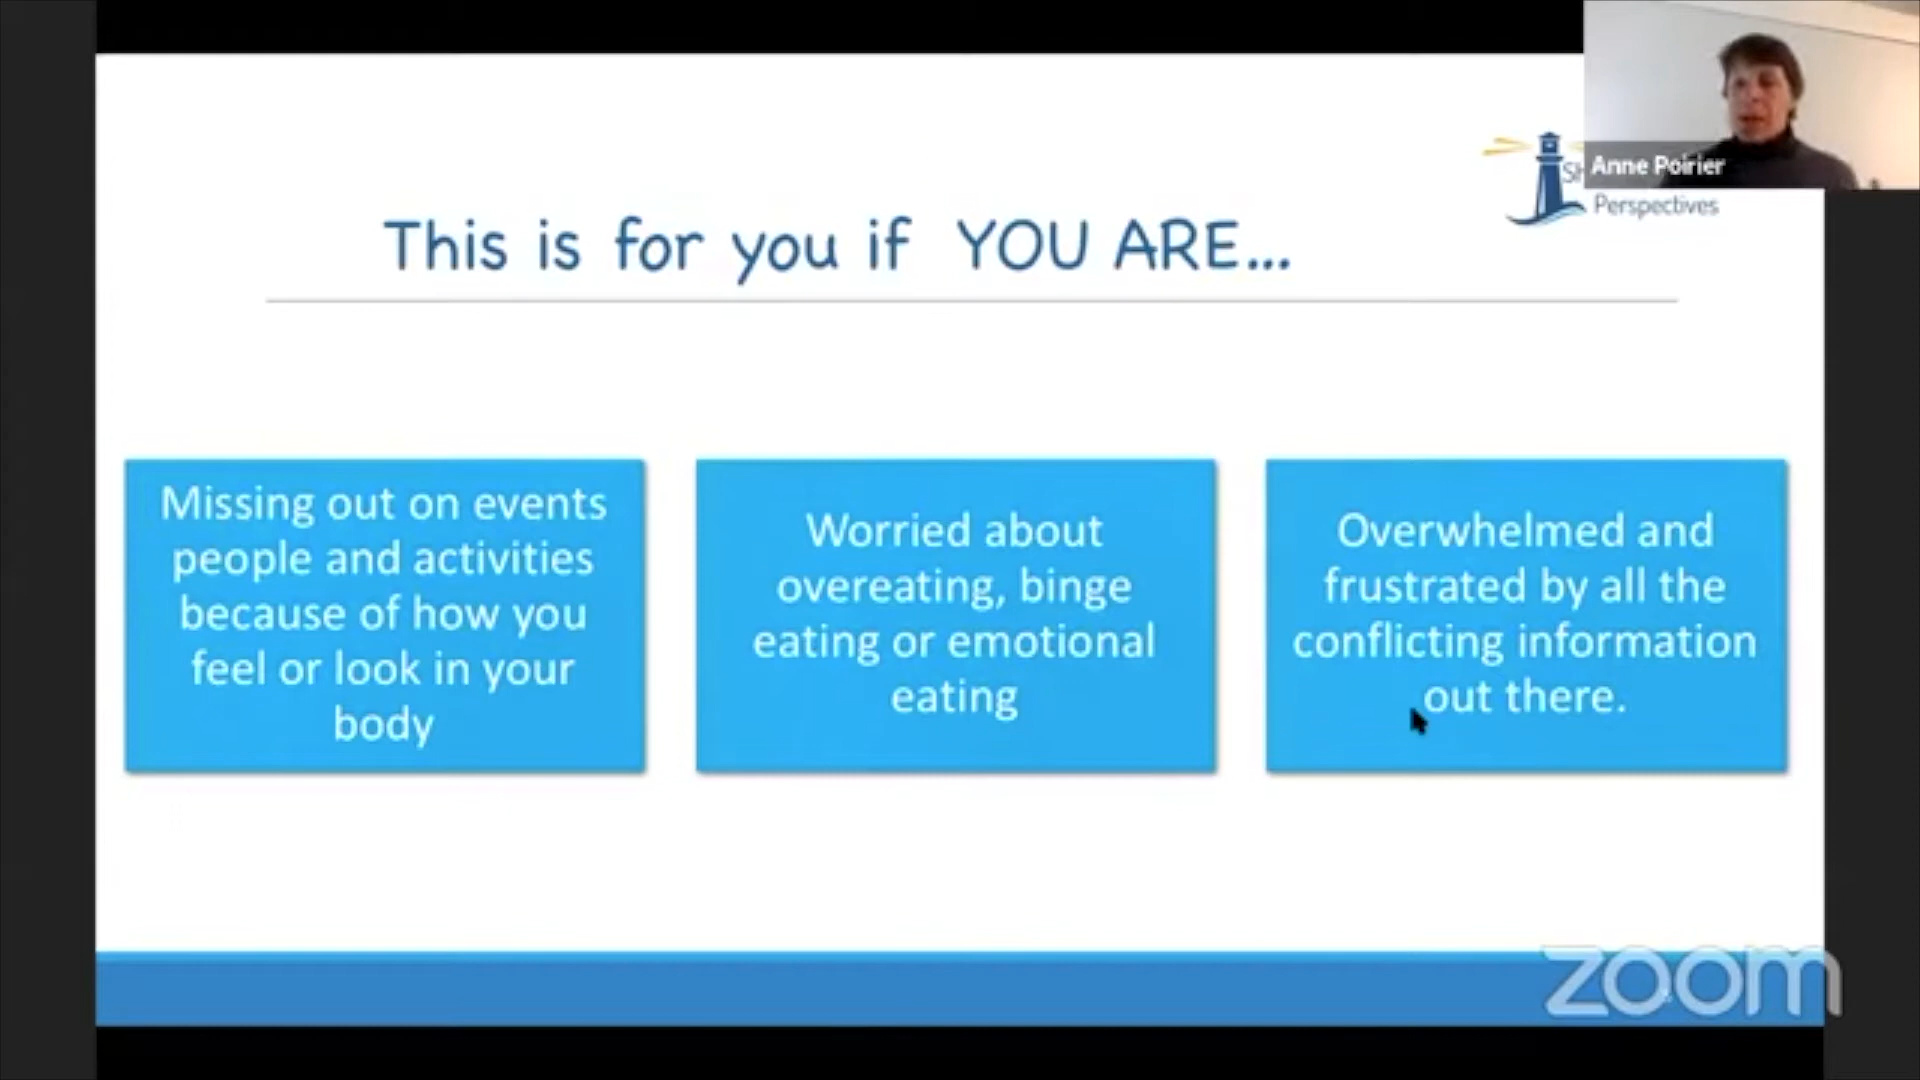 Anne Poirier
Perspectives
This is for you if YOU ARE...
Missing out on events
people and activities
because of how you
feel or look in your
body
Worried about
overeating, binge
eating or emotional
eating
Overwhelmed and
frustrated by all the
conflicting information
out there.
zoom